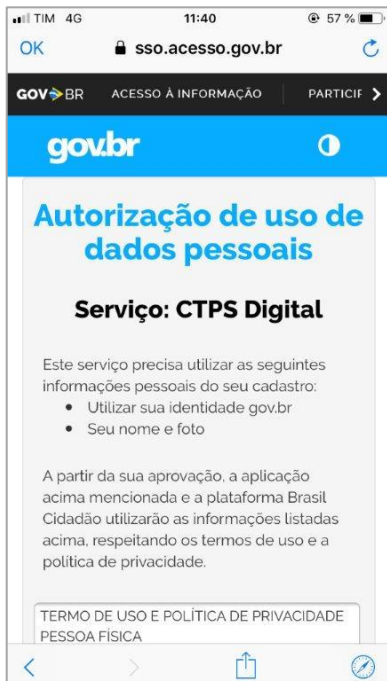 TIM 4G 11:40 57 %
OK sso.acesso.gov.br
GOV BR ACESSO À INFORMAÇÃO PARTICIF
gov.br
Autorização de uso de
dados pessoais
Serviço: CTPS Digital
Este serviço precisa utilizar as seguintes
informações pessoais do seu cadastro:
• Utilizar sua identidade gov.br
• Seu nome e foto
A partir da sua aprovação, a aplicação
acima mencionada e a plataforma Brasil
Cidadão utilizarão as informações listadas
acima, respeitando os termos de uso e a
política de privacidade.
TERMO DE USO E POLÍTICA DE PRIVACIDADE
PESSOA FÍSICA